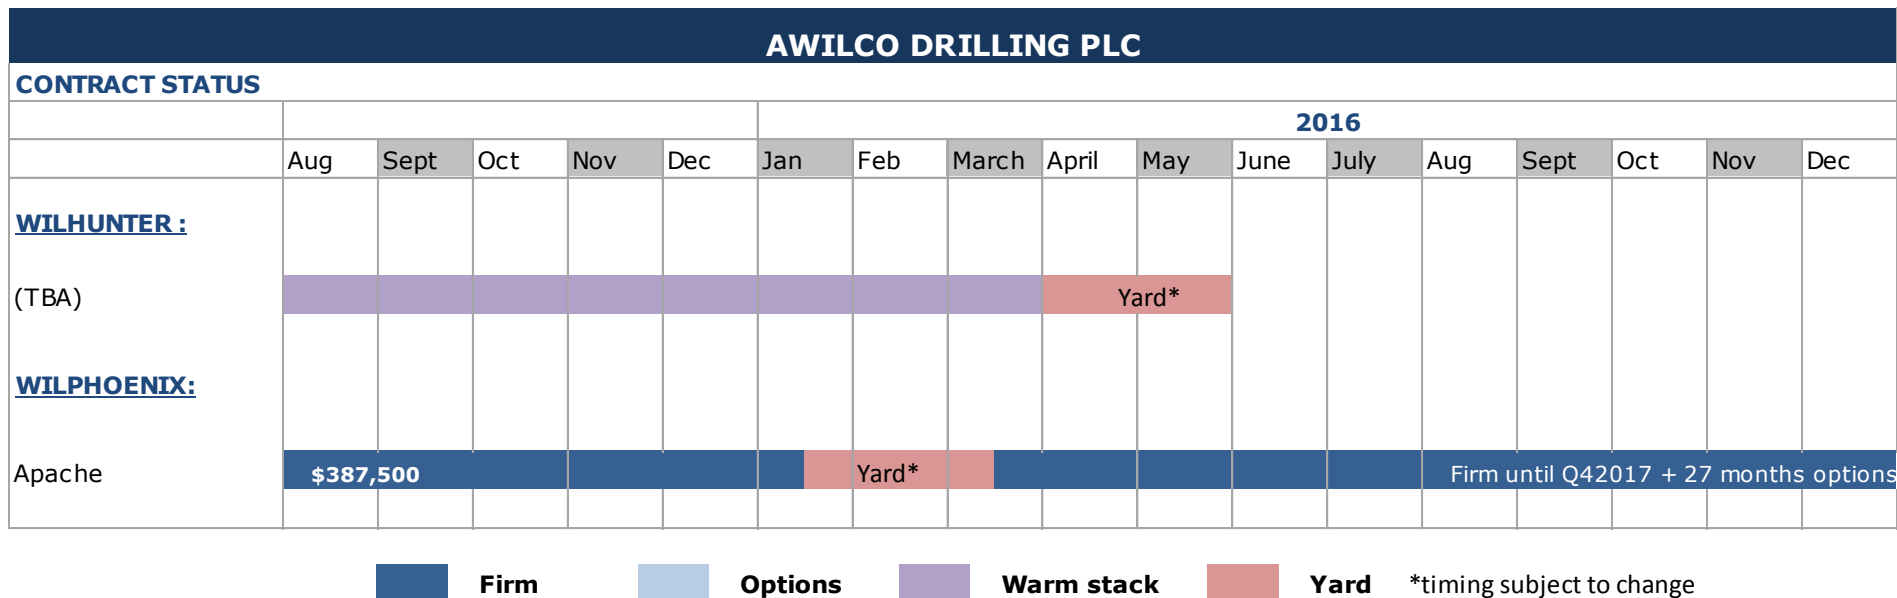 AWILCO DRILLING PLC
CONTRACT STATUS
2016
Aug Sept Oct Nov Dec Jan Feb March April May June July Aug Sept Oct Nov Dec
WILHUNTER :
(TBA) Yard*
WILPHOENIX:
Apache $387,500 Yard* Firm until Q42017 + 27 months options
Firm Options Warm stack Yard *timing subject to change